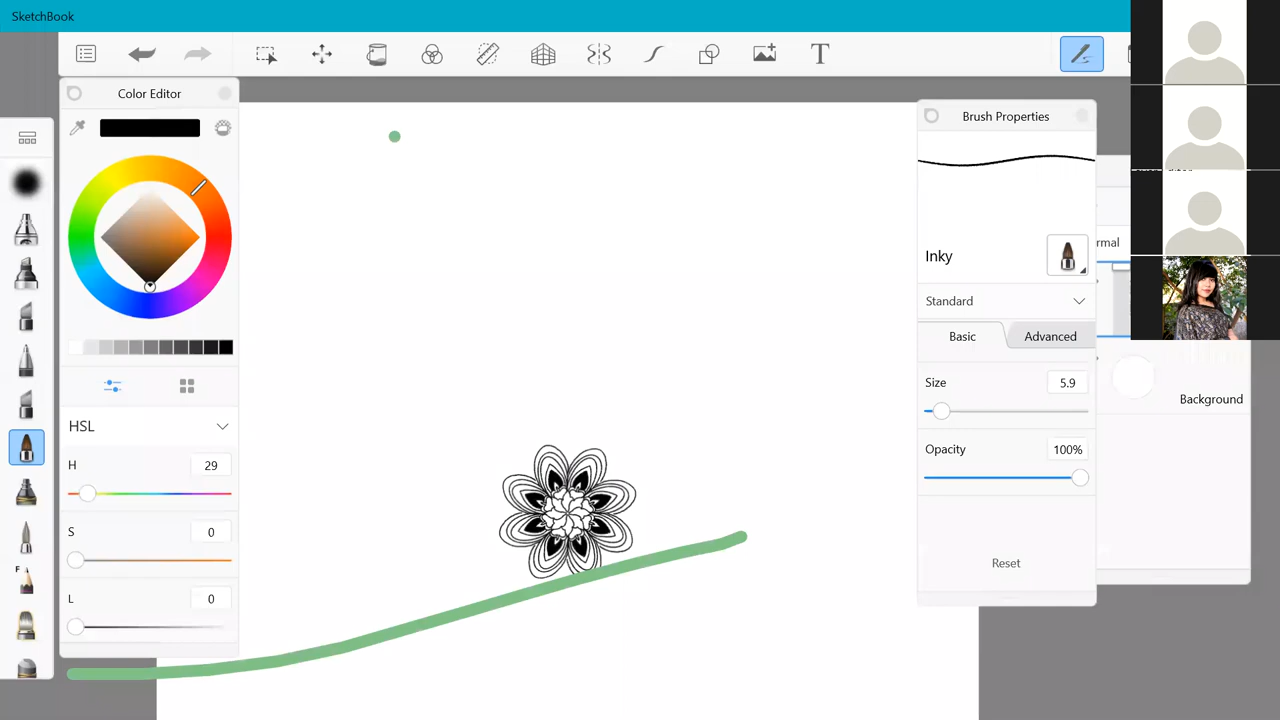 SketchBook
T
Color Editor
Brush Properties
rmal
Inky
Standard
Basic
Advanced
HSL
Size
5.9
Background
H
29
Opacity
100%
S
0
Reset
F
L
0